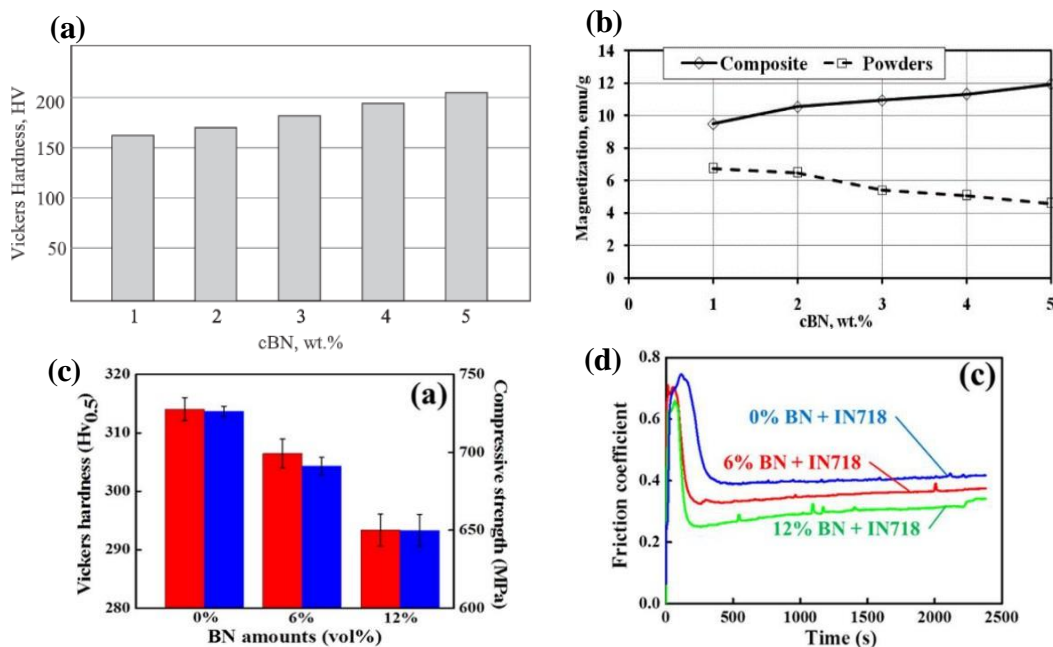 (a)
Vickers Hardness, HV
200
150
50
1 2 3 4 5
cBN, wt.%
(b)
Magnetization, emu/g
14
12
10
8
6
4
2
0
Composite Powders
0 1 2 3 4 5
cBN, wt.%
(c)
(a)
Vickers hardness (Hv0.5)
320
310
300
290
280
Compressive strength (MPa)
750
700
650
600
0% 6% 12%
BN amounts (vol%)
(d)
(c)
Friction coefficient
0.8
0.6
0.4
0.2
0.0
0% BN + IN718
6% BN + IN718
12% BN + IN718
0 500 1000 1500 2000 2500
Time (s)